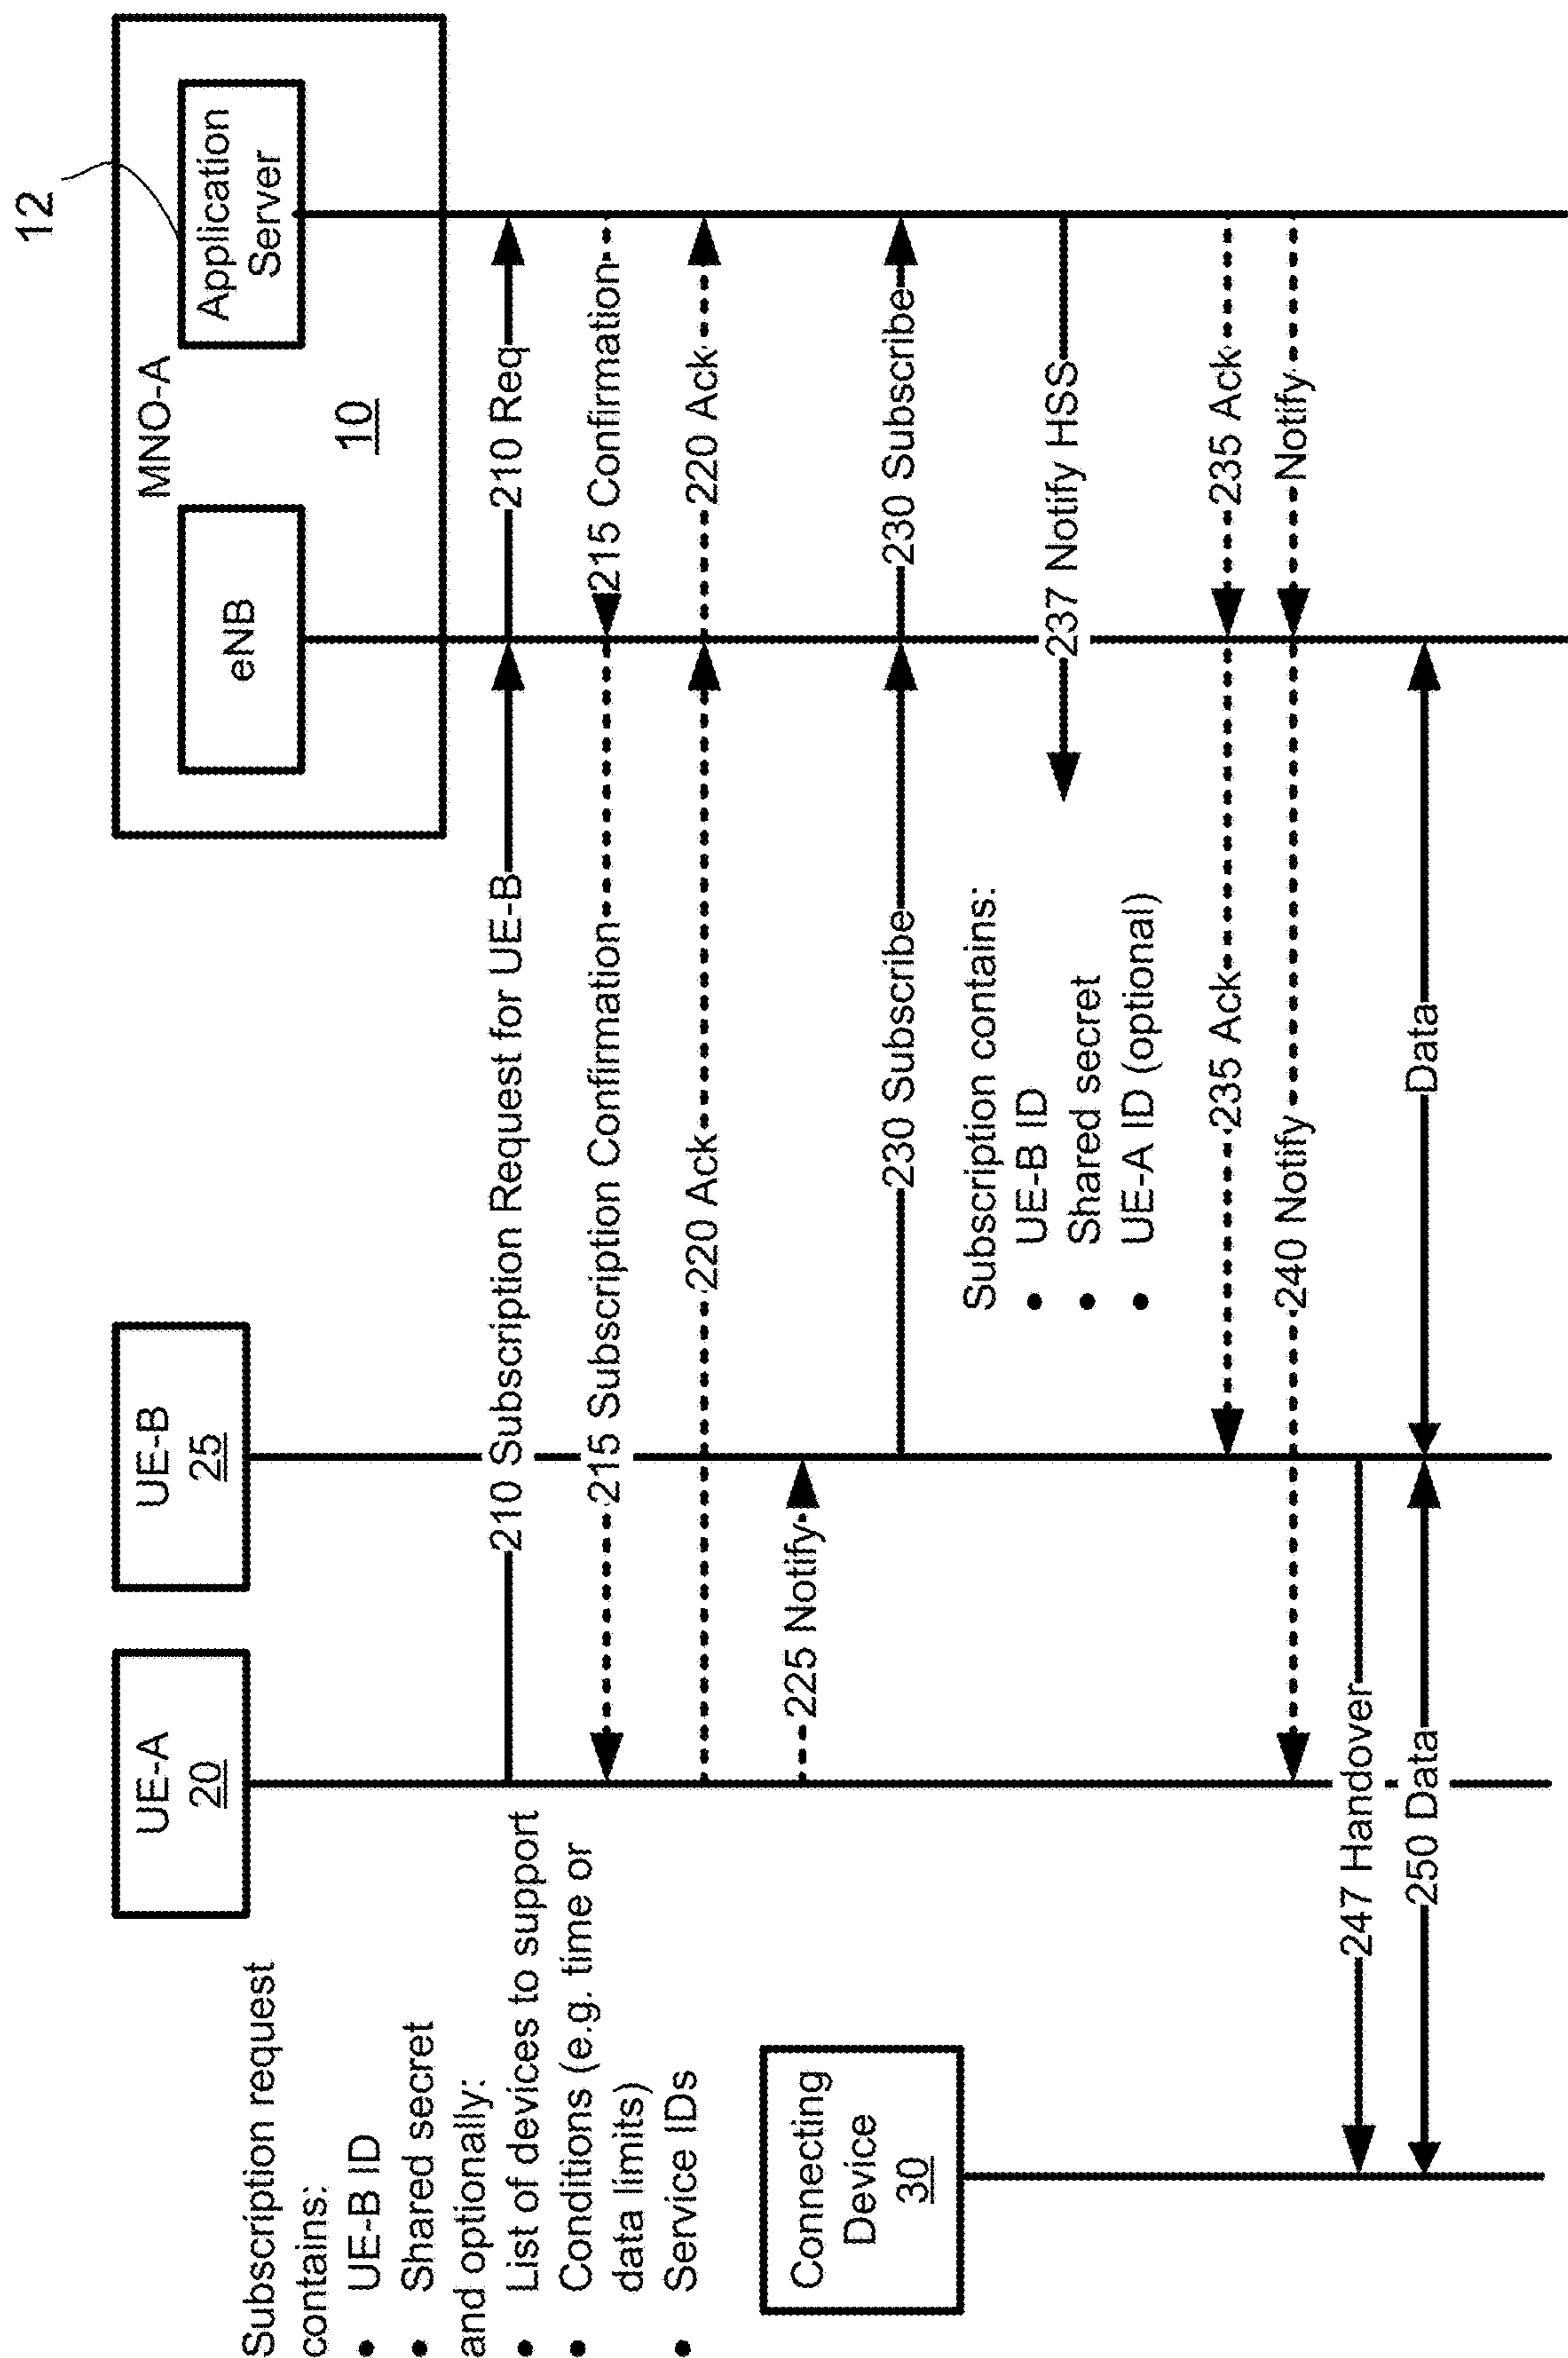 12
MNO-A
10
eNB
Application
Server
UE-A
20
UE-B
25
Subscription request
contains:
• UE-B ID
• Shared secret
and optionally:
• List of devices to support
• Conditions (e.g. time or
data limits)
• Service IDs
Connecting
Device
30
210 Subscription Request for UE-B
210 Req
215 Subscription Confirmation
215 Confirmation
220 Ack
220 Ack
225 Notify
230 Subscribe
230 Subscribe
Subscription contains:
• UE-B ID
• Shared secret
• UE-A ID (optional)
237 Notify HSS
235 Ack
235 Ack
240 Notify
Notify
247 Handover
250 Data
Data